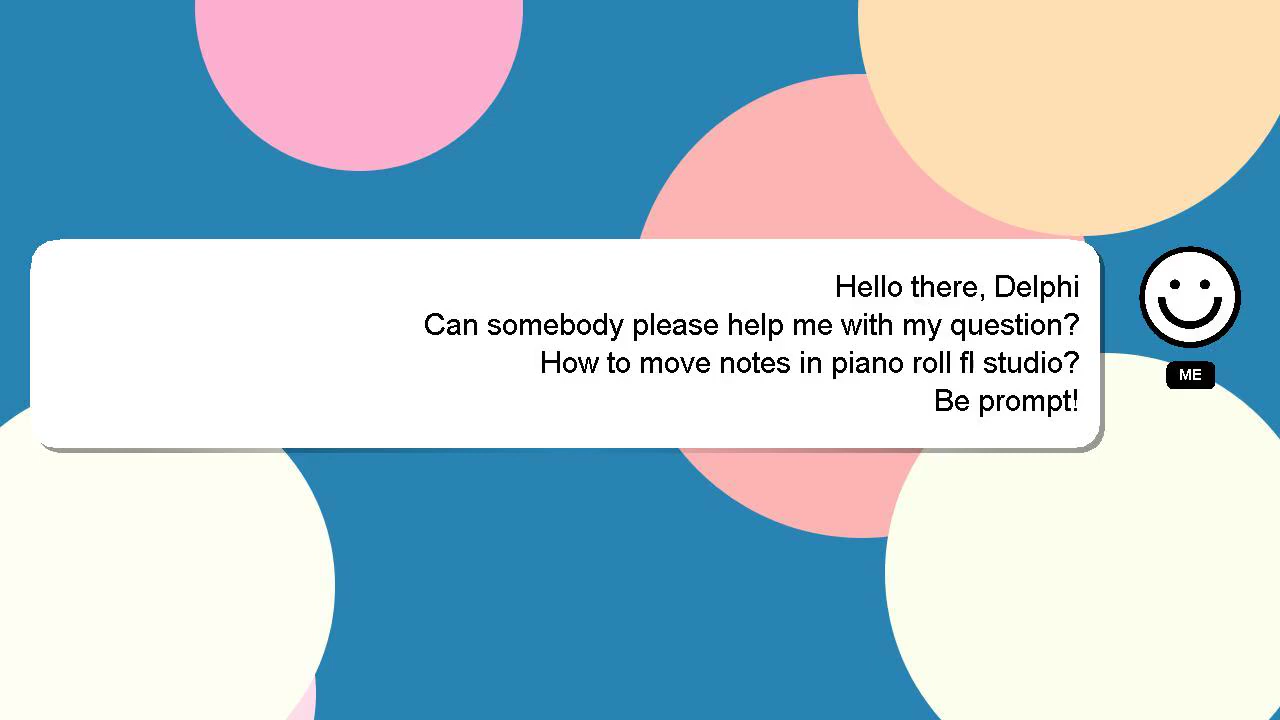 Hello there, Delphi
Can somebody please help me with my question?
How to move notes in piano roll fl studio?
Be prompt!
ME